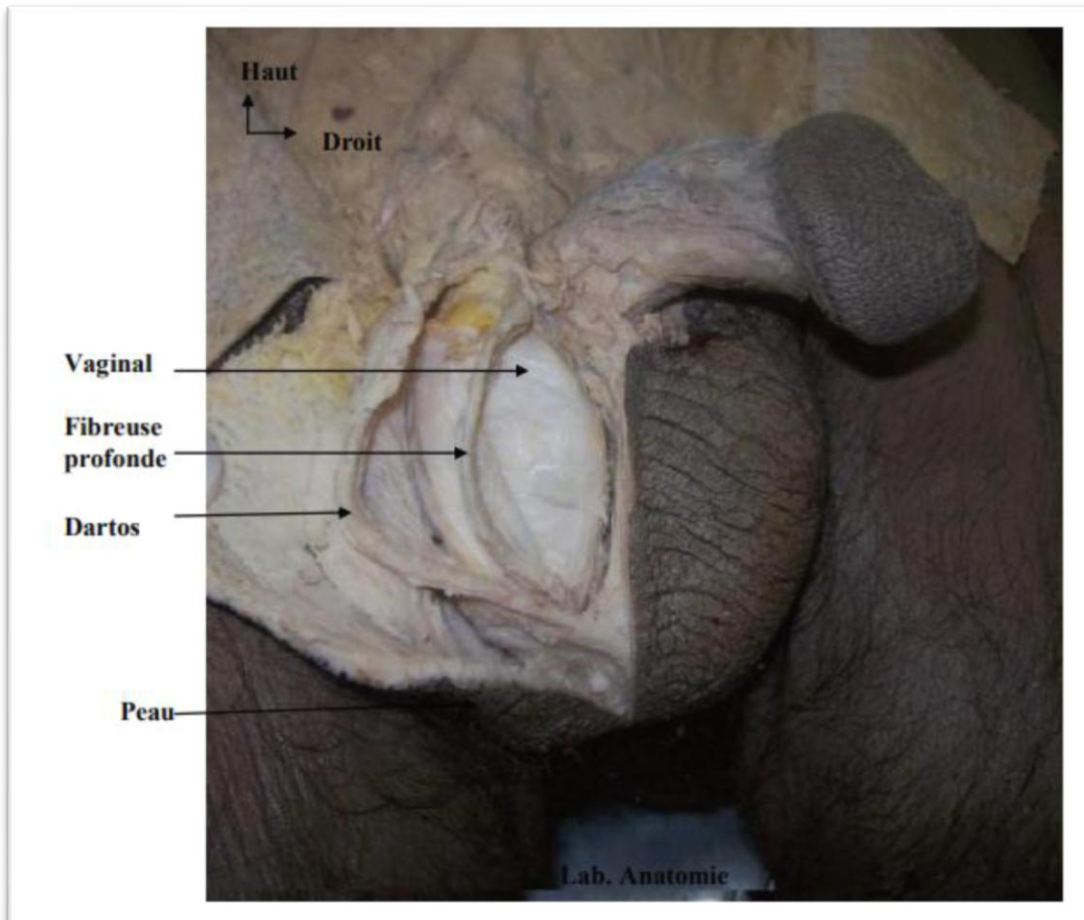 Haut
Droit
Vaginal
Fibreuse
profonde
Dartos
Peau
Lab. Anatomie